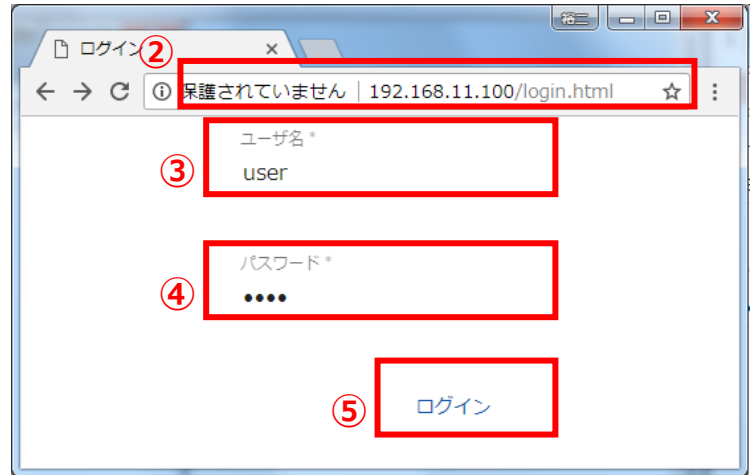 裕三
ログイン
②
保護されていません | 192.168.11.100/login.html
ユーザ名 *
③
user
パスワード *
④
••••
⑤
ログイン